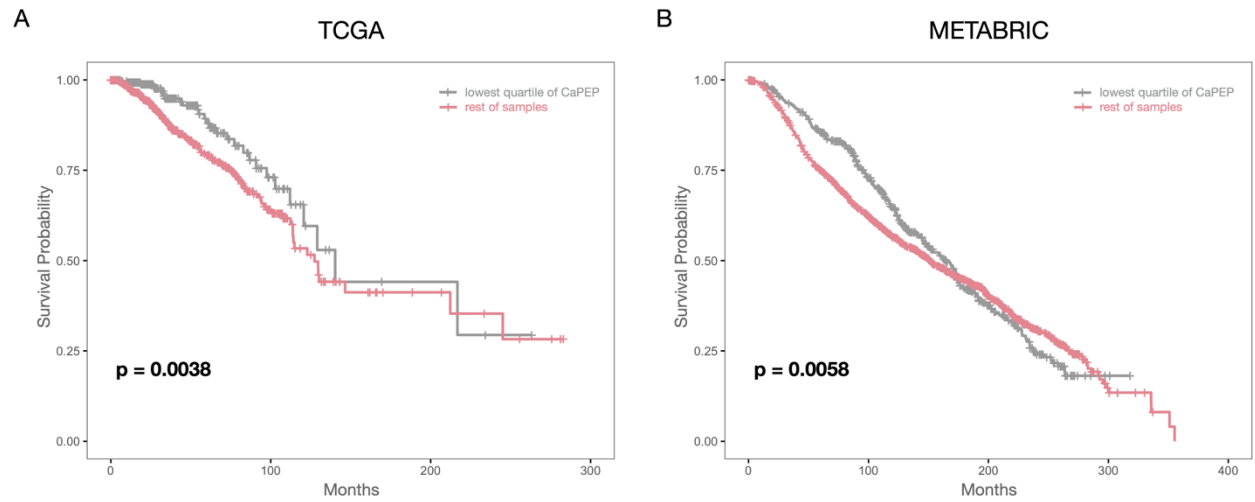 A
TCGA
1.00
0.75
0.50
0.25
0.00
Survival Probability
lowest quartile of CaPEP
rest of samples
p = 0.0038
0
100
200
300
Months
B
METABRIC
1.00
0.75
0.50
0.25
0.00
Survival Probability
lowest quartile of CaPEP
rest of samples
p = 0.0058
0
100
200
300
400
Months